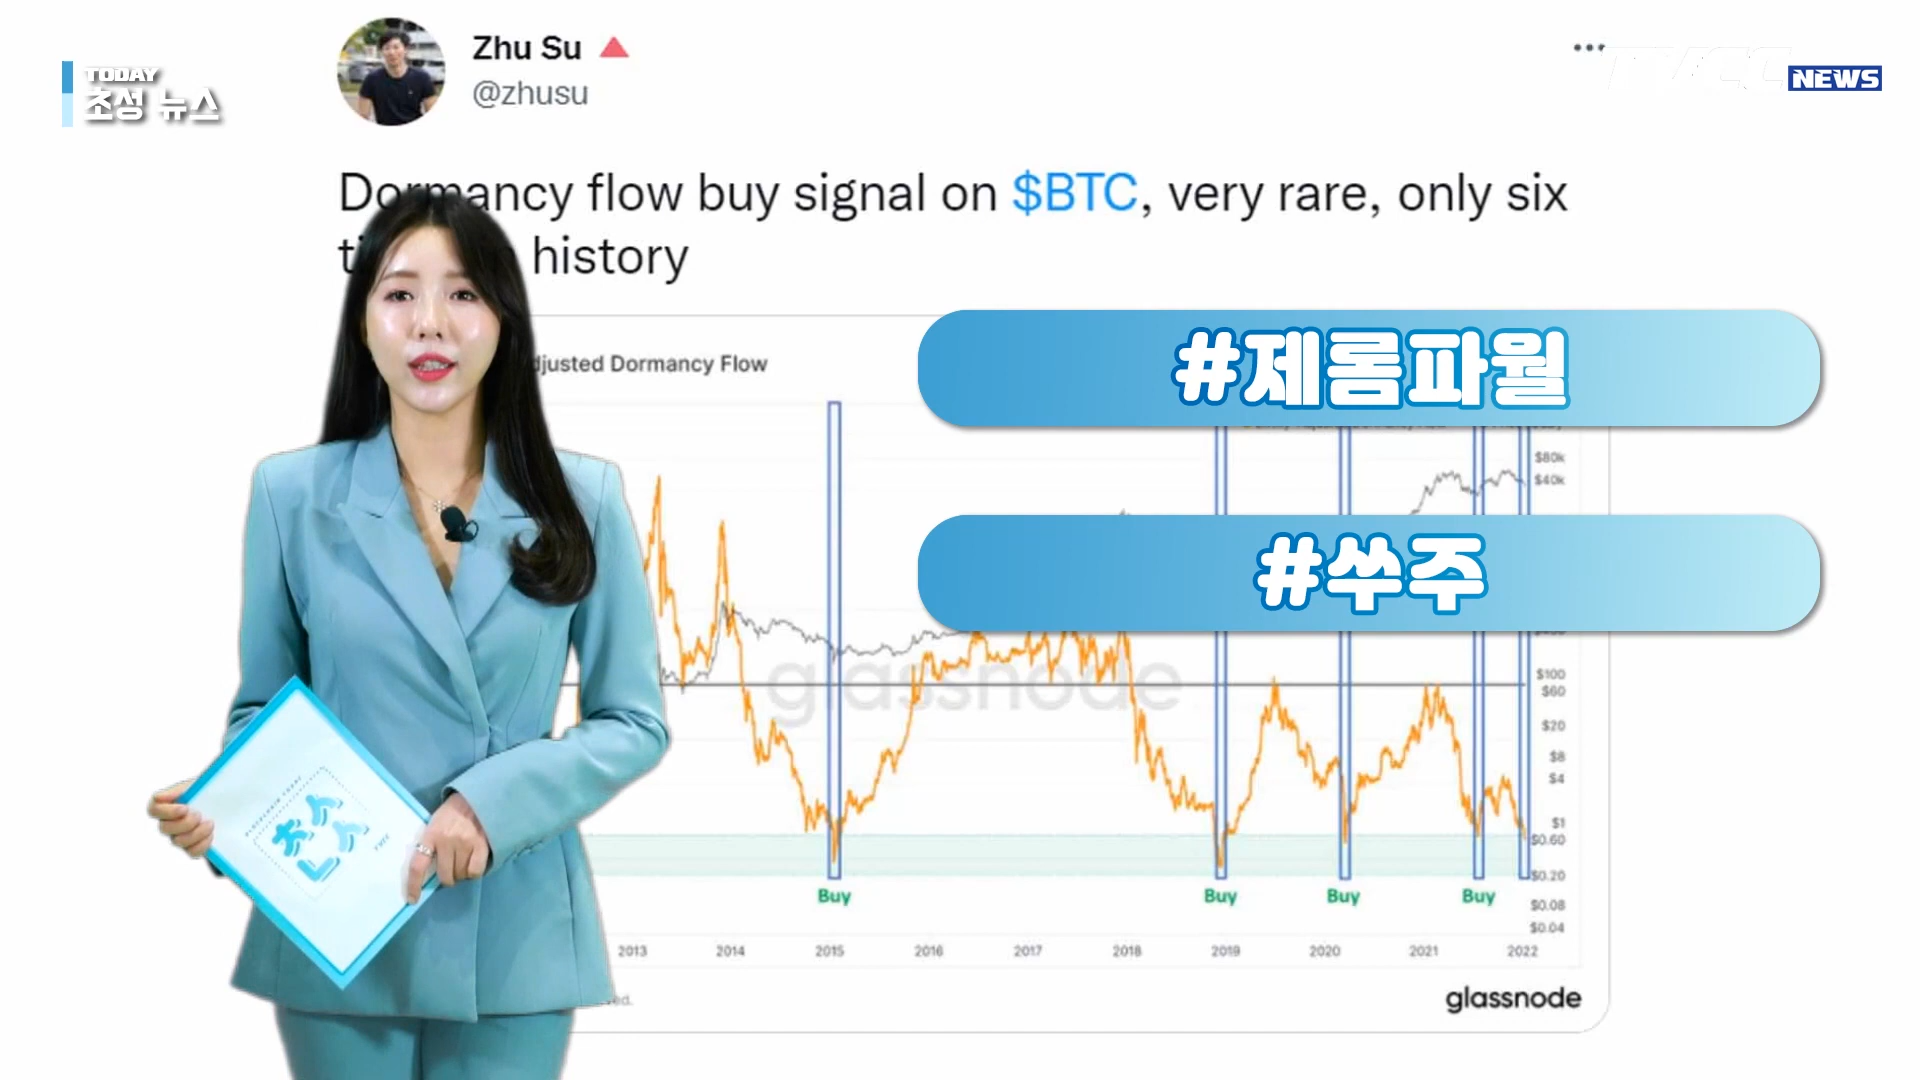 TODAY
초성 뉴스
Zhu Su
@zhusu
NEWS
Dormancy flow buy signal on $BTC, very rare, only six
history
#제롬파월
#쑤주
djusted Dormancy Flow
$80k
$40k
$100
$60
$20
$8
$4
$1
$0.60
$0.20
$0.08
$0.04
glassnode
Buy
Buy
Buy
Buy
2013
2014
2015
2016
2017
2018
2019
2020
2021
2022
glassnode